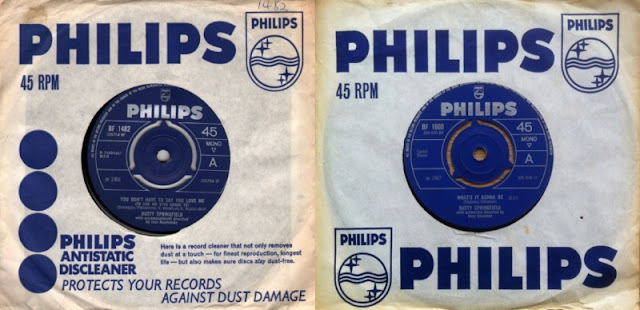 1482
PHILIPS
PHILIPS
45 RPM
PHILIPS
BF 1482
45
MONO
A
YOU DON'T HAVE TO SAY YOU LOVE ME
DUSTY SPRINGFIELD
PHILIPS
ANTISTATIC
DISCLEANER
Here is a record cleaner that not only removes
dust at a touch — for finest reproduction, longest
life — but also makes sure discs stay dust-free.
PROTECTS YOUR RECORDS
AGAINST DUST DAMAGE
PHILIPS
PHILIPS
45 RPM
PHILIPS
BF 1608
45
MONO
A
℗ 1967
WHAT'S IT GONNA BE
DUSTY SPRINGFIELD
PHILIPS
PHILIPS